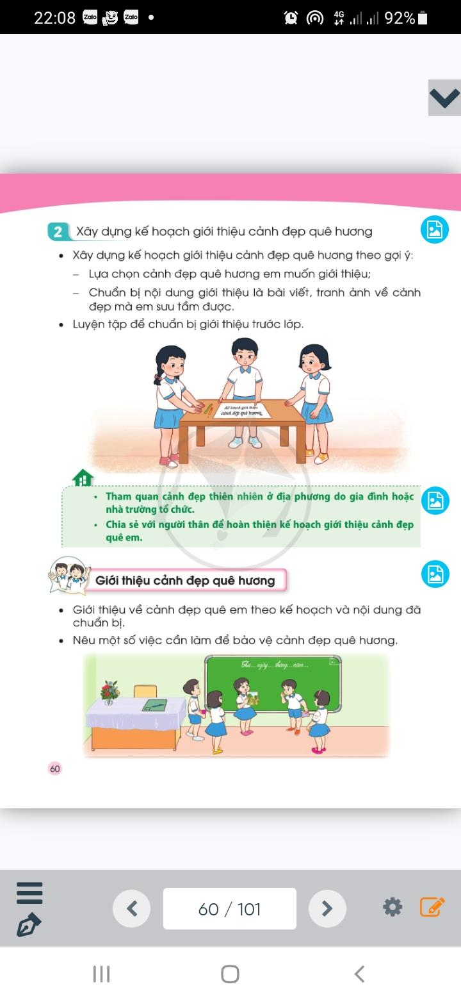 22:08 Zalo Zalo 4G 92%
2 Xây dựng kế hoạch giới thiệu cảnh đẹp quê hương
• Xây dựng kế hoạch giới thiệu cảnh đẹp quê hương theo gợi ý:
– Lựa chọn cảnh đẹp quê hương em muốn giới thiệu;
– Chuẩn bị nội dung giới thiệu là bài viết, tranh ảnh về cảnh
đẹp mà em sưu tầm được.
• Luyện tập để chuẩn bị giới thiệu trước lớp.
Kế hoạch giới thiệu
cảnh đẹp quê hương
• Tham quan cảnh đẹp thiên nhiên ở địa phương do gia đình hoặc
nhà trường tổ chức.
• Chia sẻ với người thân để hoàn thiện kế hoạch giới thiệu cảnh đẹp
quê em.
Giới thiệu cảnh đẹp quê hương
• Giới thiệu về cảnh đẹp quê em theo kế hoạch và nội dung đã
chuẩn bị.
• Nêu một số việc cần làm để bảo vệ cảnh đẹp quê hương.
Thứ... ngày... tháng... năm...
60
60 / 101